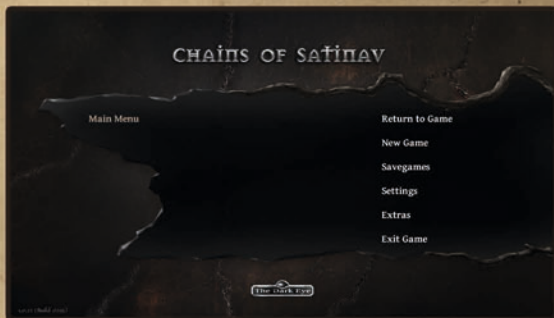 CHAINS OF SATINAV
Main Menu
Return to Game
New Game
Savegames
Settings
Extras
Exit Game
The Dark Eye